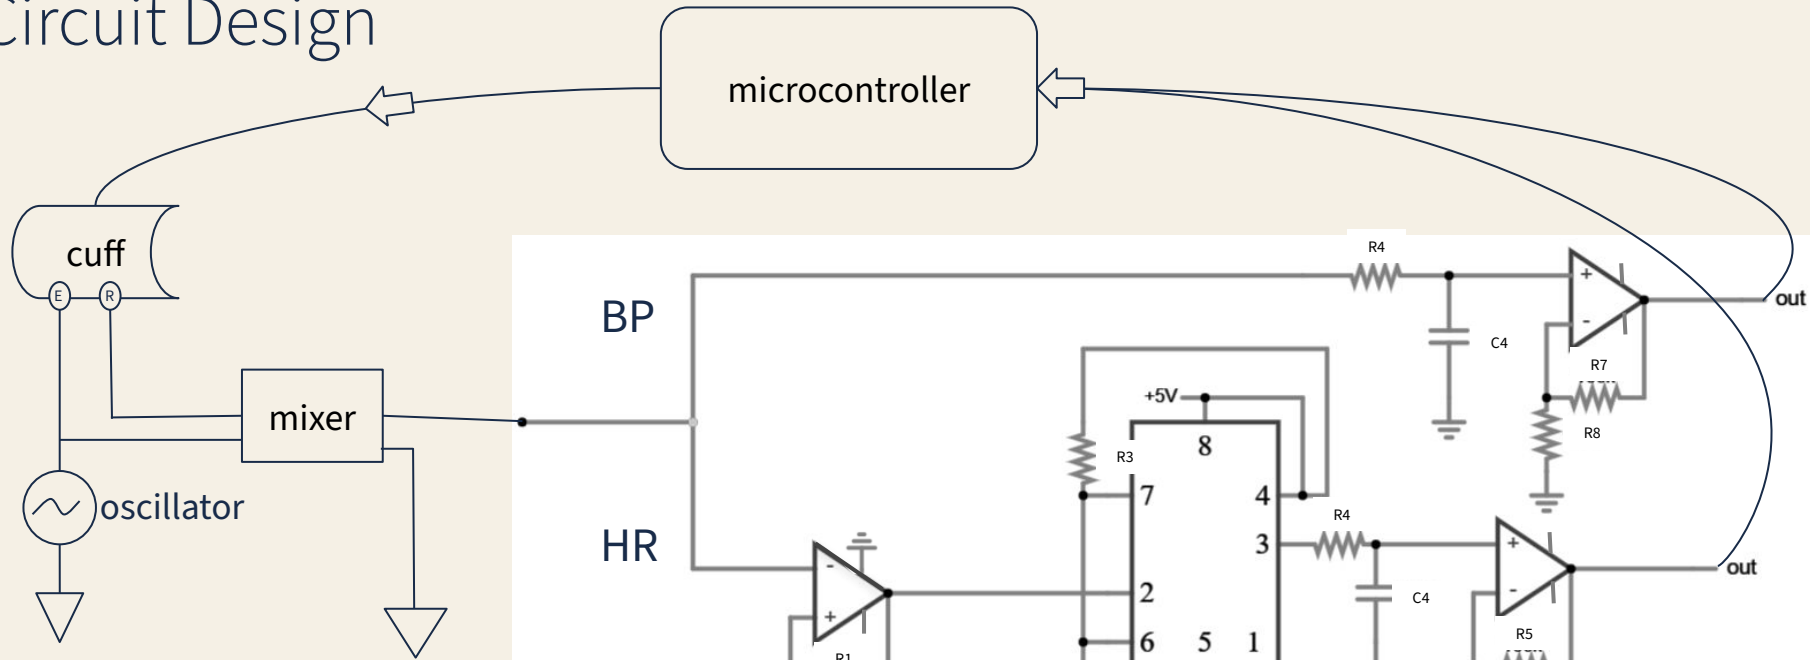 Circuit Design
microcontroller
cuff
E
R
mixer
oscillator
BP
HR
R4
+
-
out
C4
R7
R8
+5V
8
R3
7
4
3
R4
2
6
5
1
-
+
R1
C4
+
-
out
R5